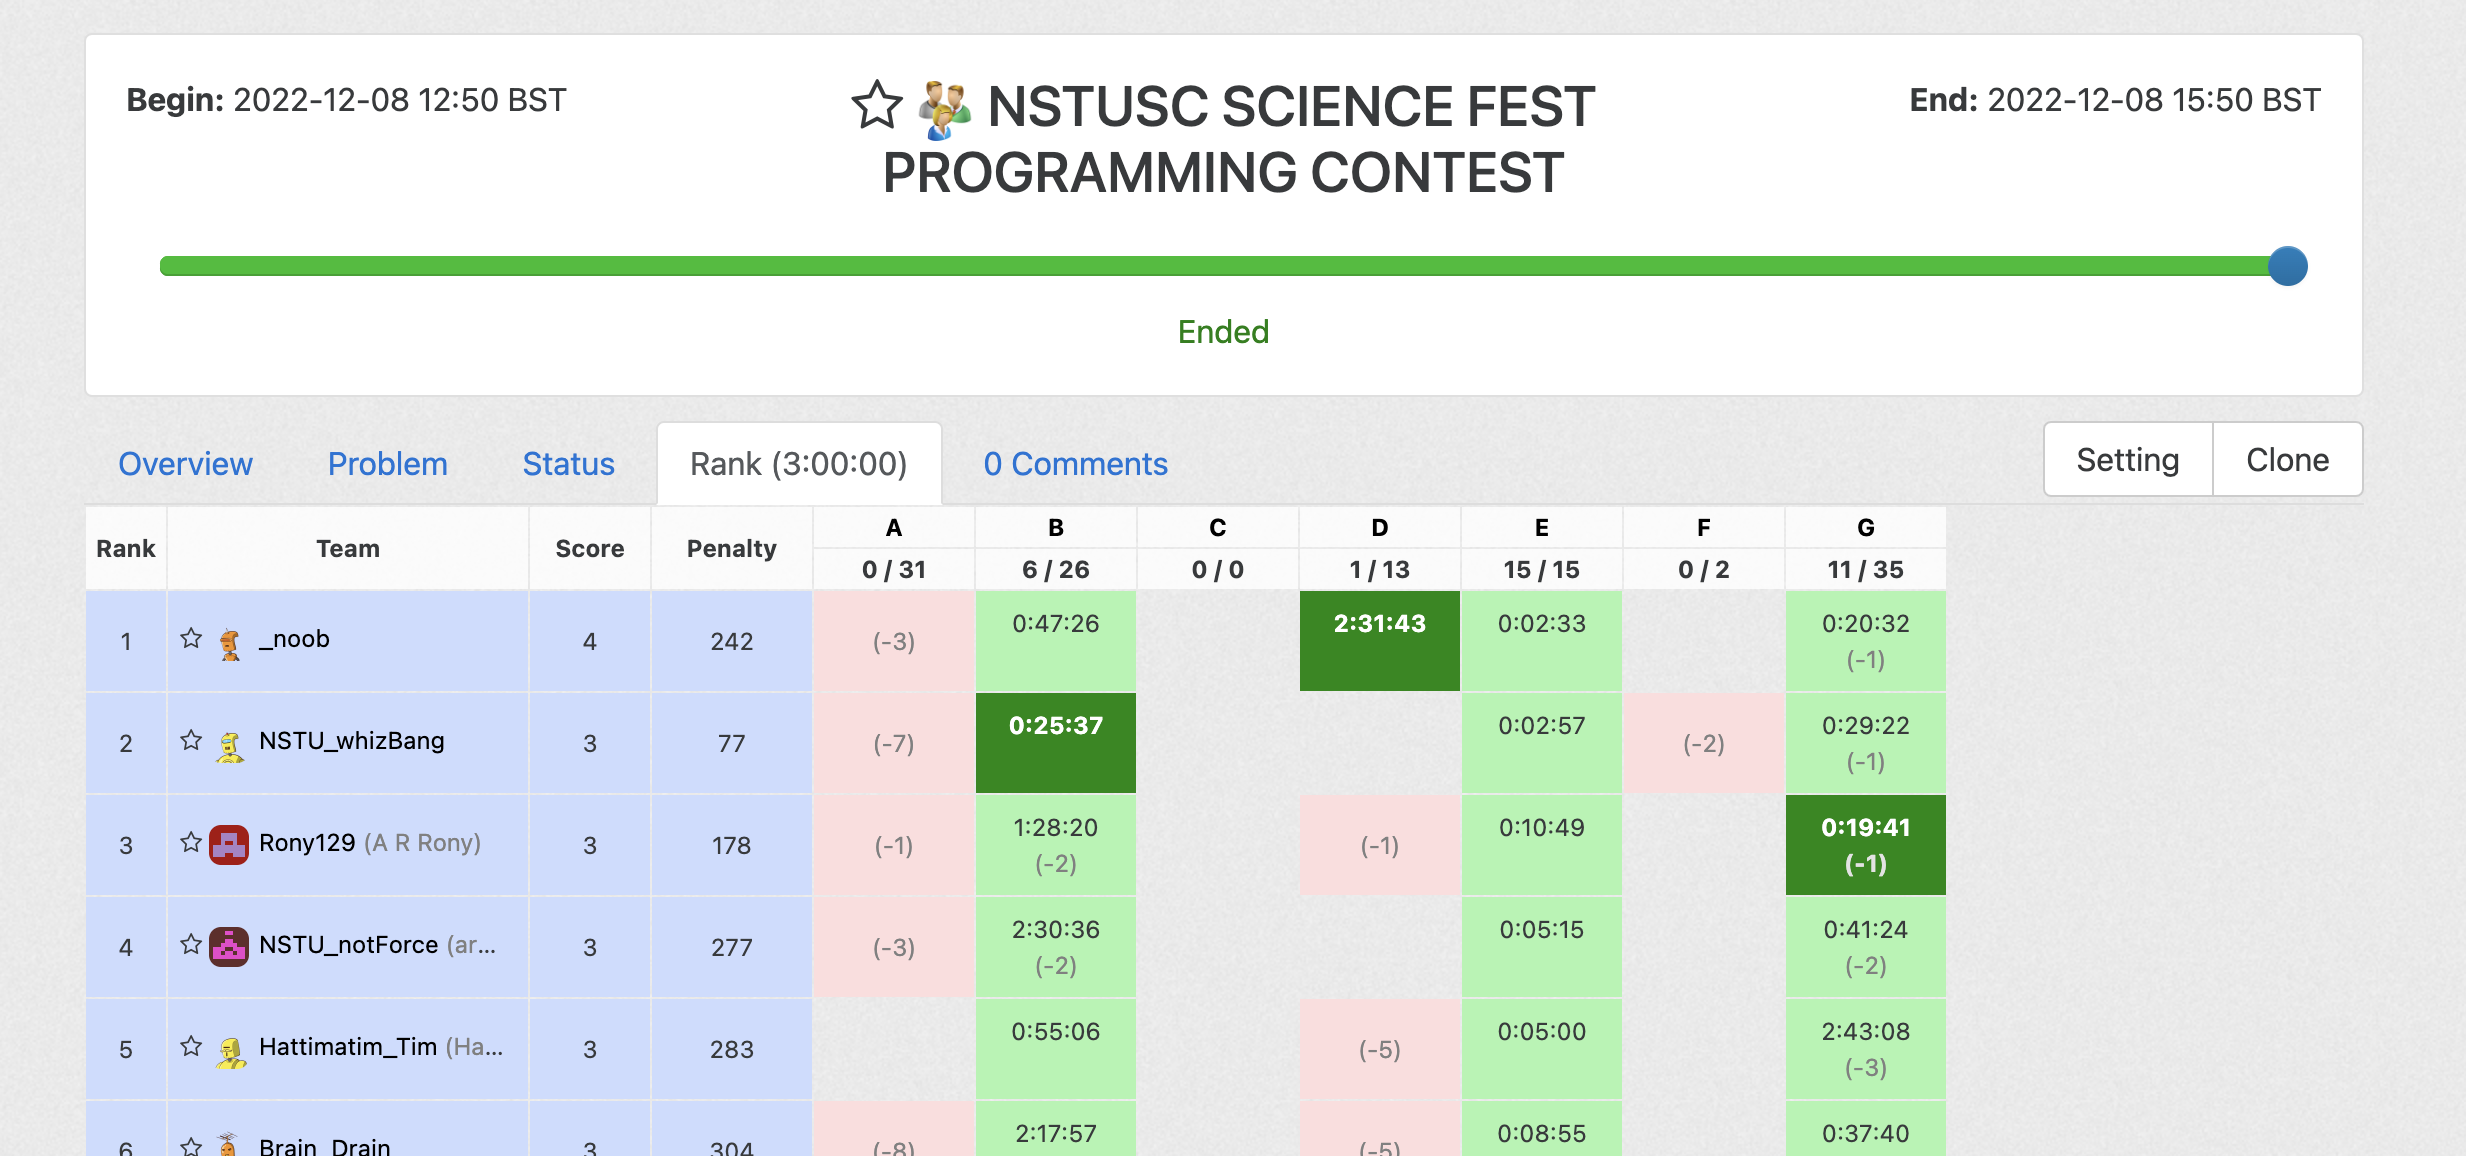 Begin: 2022-12-08 12:50 BST
NSTUSC SCIENCE FEST
PROGRAMMING CONTEST
End: 2022-12-08 15:50 BST
Ended
Overview Problem Status Rank (3:00:00) 0 Comments Setting Clone
Rank Team Score Penalty A B C D E F G
0 / 31 6 / 26 0 / 0 1 / 13 15 / 15 0 / 2 11 / 35
1 _noob 4 242 (-3) 0:47:26 2:31:43 0:02:33 0:20:32
(-1)
2 NSTU_whizBang 3 77 (-7) 0:25:37 0:02:57 (-2) 0:29:22
(-1)
3 Rony129 (A R Rony) 3 178 (-1) 1:28:20 (-1) 0:10:49 0:19:41
(-2) (-1)
4 NSTU_notForce (ar... 3 277 (-3) 2:30:36 0:05:15 0:41:24
(-2) (-2)
5 Hattimatim_Tim (Ha... 3 283 0:55:06 (-5) 0:05:00 2:43:08
(-3)
6 Brain_Drain 3 304 (-8) 2:17:57 (-5) 0:08:55 0:37:40